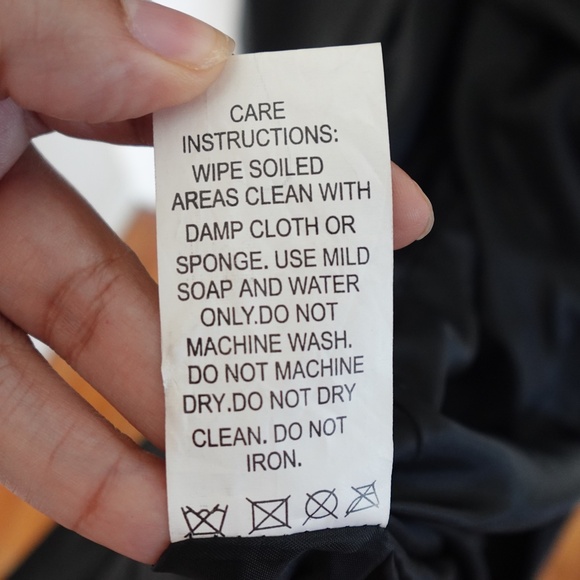 CARE
INSTRUCTIONS:
WIPE SOILED
AREAS CLEAN WITH
DAMP CLOTH OR
SPONGE. USE MILD
SOAP AND WATER
ONLY.DO NOT
MACHINE WASH.
DO NOT MACHINE
DRY.DO NOT DRY
CLEAN. DO NOT
IRON.